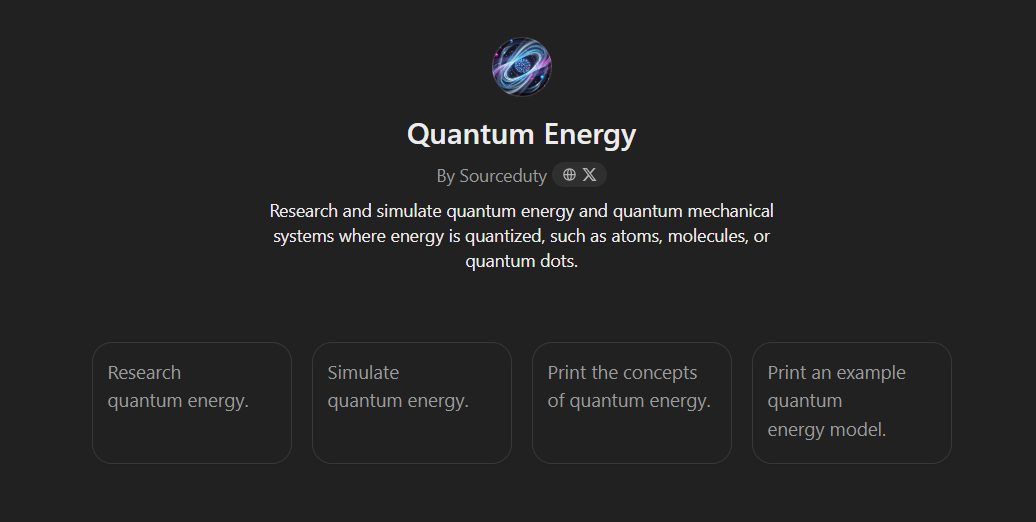 Quantum Energy
By Sourceduty
Research and simulate quantum energy and quantum mechanical
systems where energy is quantized, such as atoms, molecules, or
quantum dots.
Research
quantum energy.
Simulate
quantum energy.
Print the concepts
of quantum energy.
Print an example
quantum
energy model.